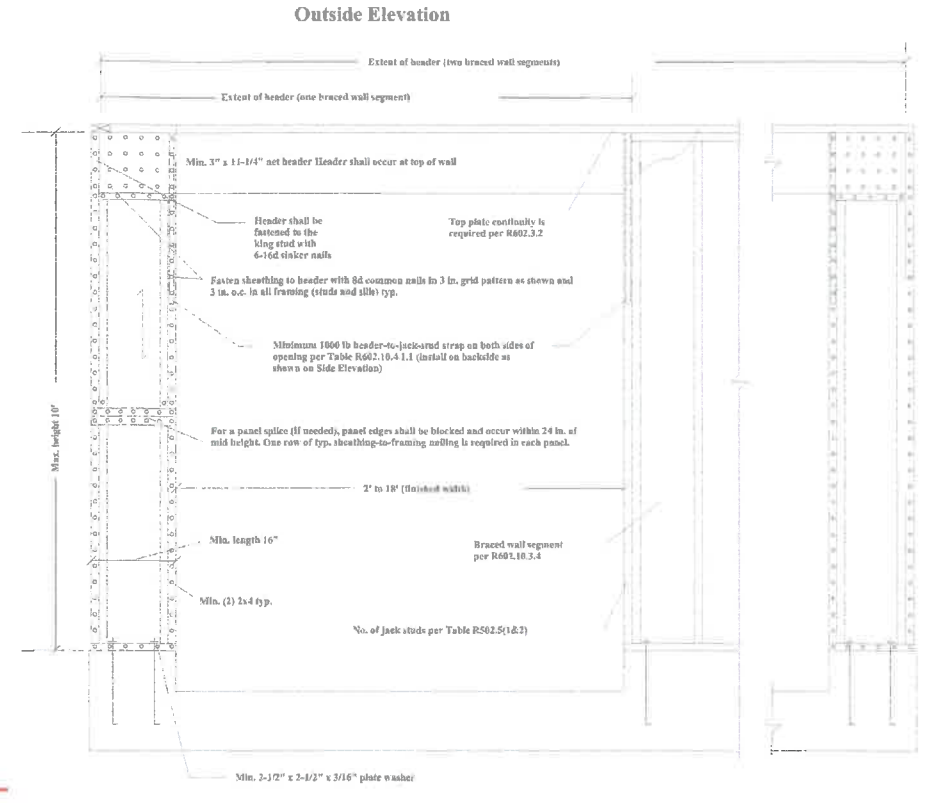 Outside Elevation
Extent of header (two braced wall segments)
Extent of header (one braced wall segment)
Min. 3" x 11-1/4" net header Header shall occur at top of wall
Header shall be
fastened to the
king stud with
6-16d sinker nails
Top plate continuity is
required per R602.3.2
Fasten sheathing to header with 8d common nails in 3 in. grid pattern as shown and
3 in. o.c. in all framing (studs and sills) typ.
Minimum 1000 lb header-to-jack-stud strap on both sides of
opening per Table R602.10.4.1.1 (install on backside as
shown on Side Elevation)
Max. height 10'
For a panel splice (if needed), panel edges shall be blocked and occur within 24 in. of
mid height. One row of typ. sheathing-to-framing nailing is required in each panel.
2' to 18' (finished width)
Min. length 16"
Braced wall segment
per R602.10.3.4
Min. (2) 2x4 typ.
No. of jack studs per Table R502.5(1&2)
Min. 2-1/2" x 2-1/2" x 3/16" plate washer